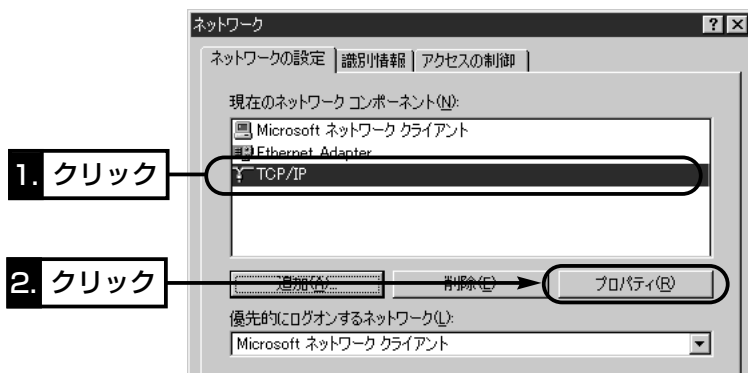 ネットワーク
ネットワークの設定 識別情報 アクセスの制御
現在のネットワーク コンポーネント(N):
Microsoft ネットワーク クライアント
Ethernet Adapter
1. クリック
TCP/IP
2. クリック
追加(A)... 削除(E) プロパティ(R)
優先的にログオンするネットワーク(L):
Microsoft ネットワーク クライアント